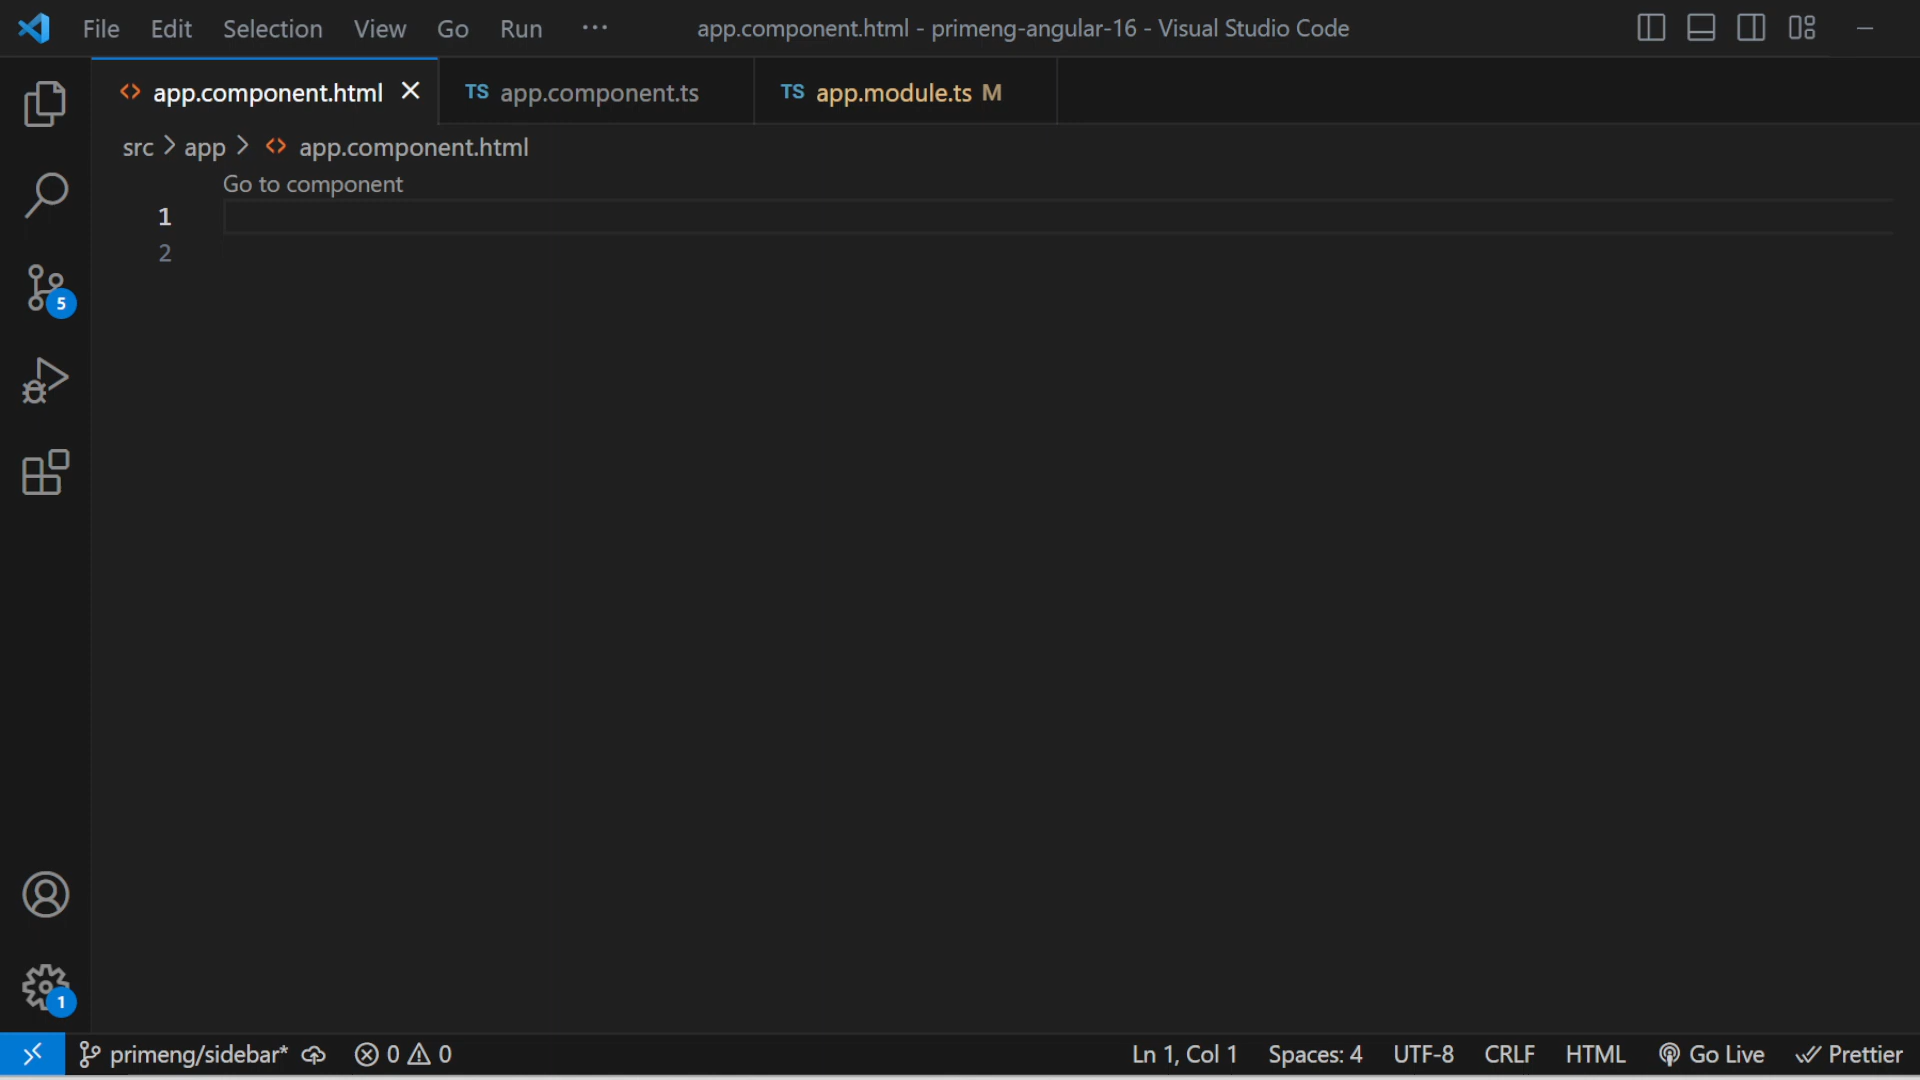 File Edit Selection View Go Run ··· app.component.html - primeng-angular-16 - Visual Studio Code
app.component.html TS app.component.ts TS app.module.ts M
src > app > app.component.html
Go to component
1
2
5
1
primeng/sidebar* 0 0 Ln 1, Col 1 Spaces: 4 UTF-8 CRLF HTML Go Live Prettier